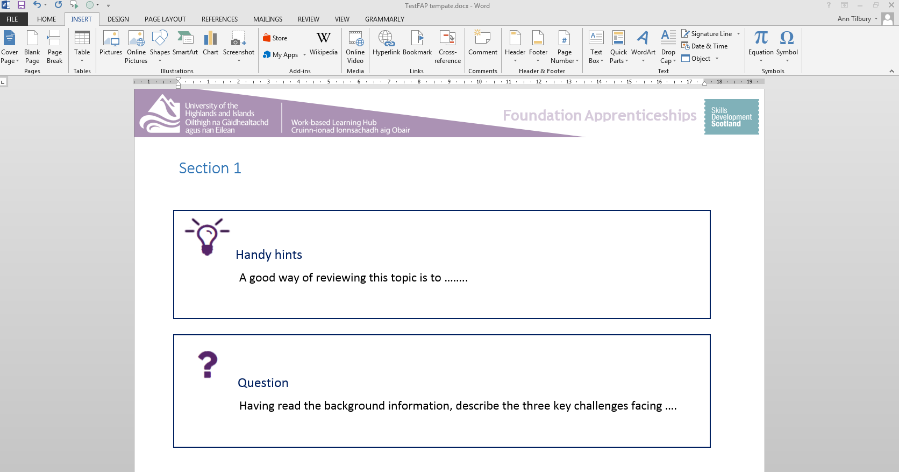 TestFAP tempate.docx - Word
FILE HOME INSERT DESIGN PAGE LAYOUT REFERENCES MAILINGS REVIEW VIEW GRAMMARLY Ann Tilbury
Cover Page
Blank Page
Page Break
Table
Pictures
Online Pictures
Shapes
SmartArt
Chart
Screenshot
Store
My Apps
Wikipedia
Online Video
Hyperlink
Bookmark
Cross-reference
Comment
Header
Footer
Page Number
Text Box
Quick Parts
WordArt
Drop Cap
Signature Line
Date & Time
Object
Equation
Symbol
Pages Tables Illustrations Add-ins Media Links Comments Header & Footer Text Symbols
University of the
Highlands and Islands
Oilthigh na Gàidhealtachd
agus nan Eilean
Work-based Learning Hub
Cruinn-ionad Ionnsachaidh aig Obair
Foundation Apprenticeships
Skills
Development
Scotland
Section 1
Handy hints
A good way of reviewing this topic is to ........
?
Question
Having read the background information, describe the three key challenges facing ....